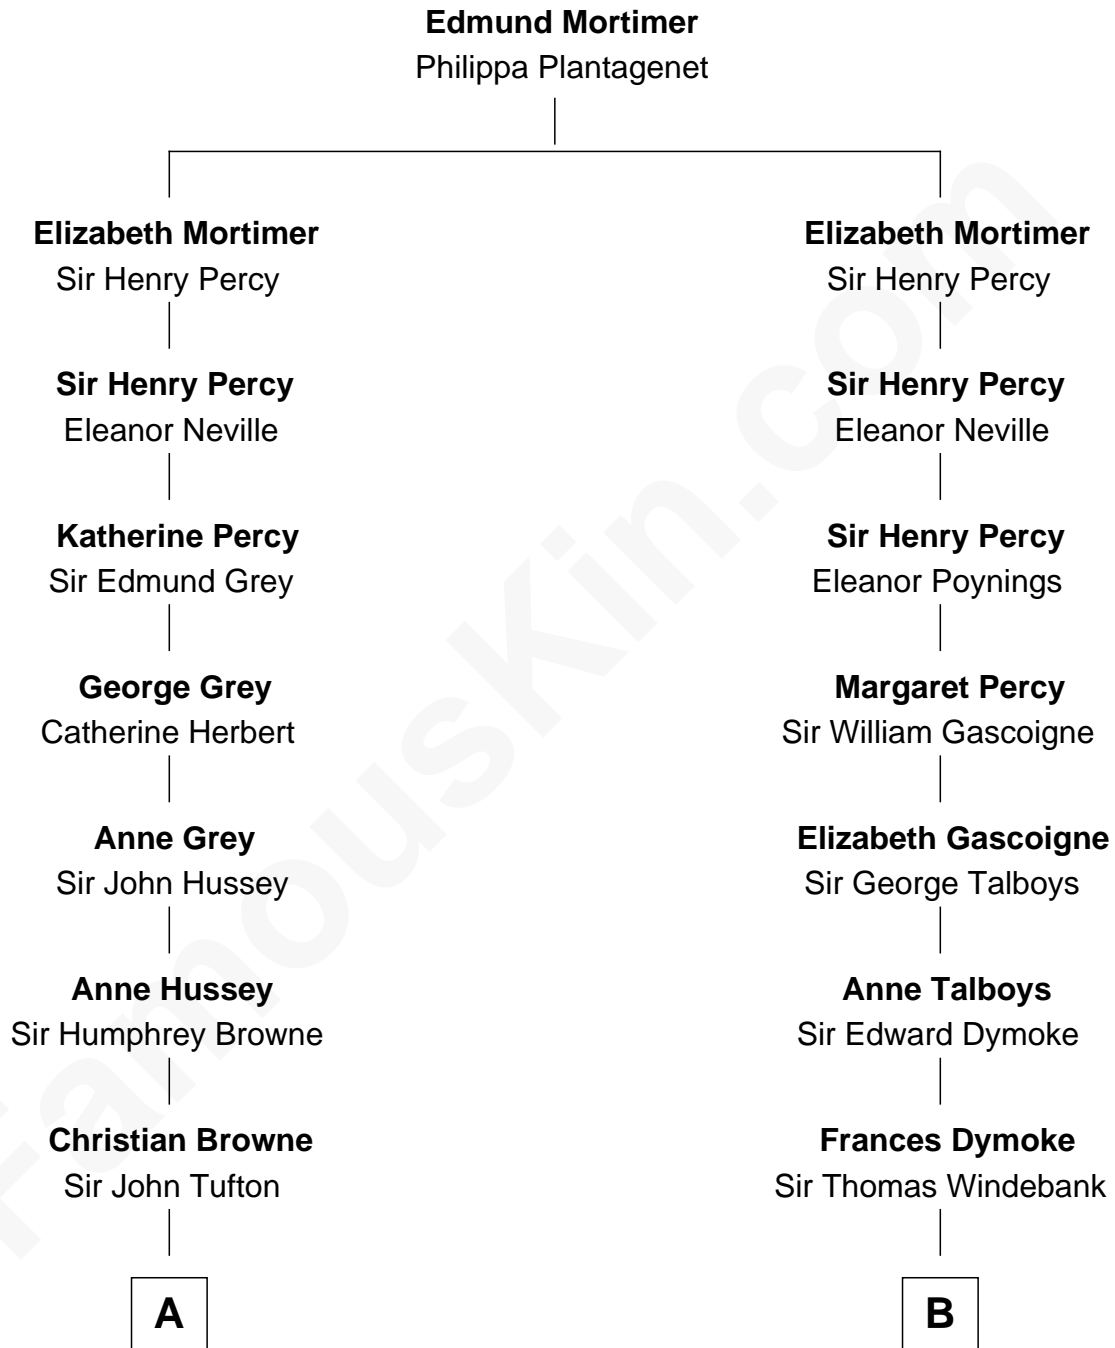 Edmund Mortimer
Philippa Plantagenet
Elizabeth Mortimer
Sir Henry Percy
Sir Henry Percy
Eleanor Neville
Katherine Percy
Sir Edmund Grey
George Grey
Catherine Herbert
Anne Grey
Sir John Hussey
Anne Hussey
Sir Humphrey Browne
Christian Browne
Sir John Tufton
A
Elizabeth Mortimer
Sir Henry Percy
Sir Henry Percy
Eleanor Neville
Sir Henry Percy
Eleanor Poynings
Margaret Percy
Sir William Gascoigne
Elizabeth Gascoigne
Sir George Talboys
Anne Talboys
Sir Edward Dymoke
Frances Dymoke
Sir Thomas Windebank
B
FamousKin.com